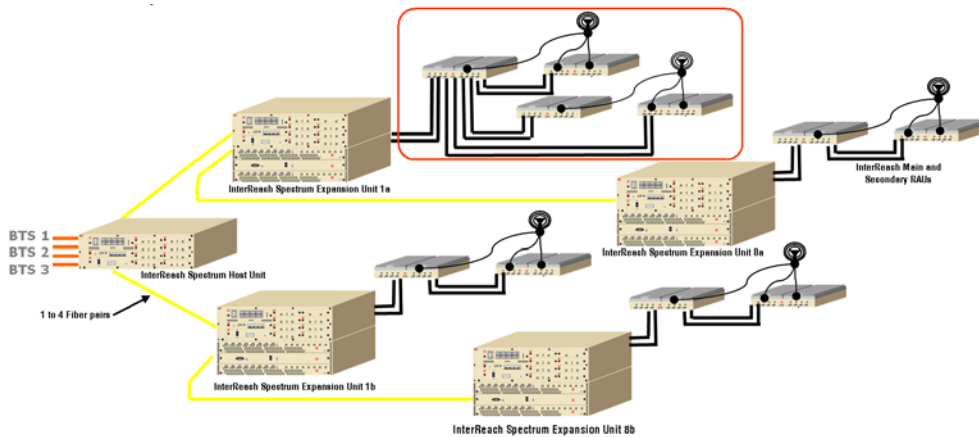 InterReach Spectrum Expansion Unit 1a
InterReach Main and
Secondary RAUs
BTS 1
BTS 2
BTS 3
InterReach Spectrum Host Unit
InterReach Spectrum Expansion Unit 8a
1 to 4 Fiber pairs
InterReach Spectrum Expansion Unit 1b
InterReach Spectrum Expansion Unit 8b